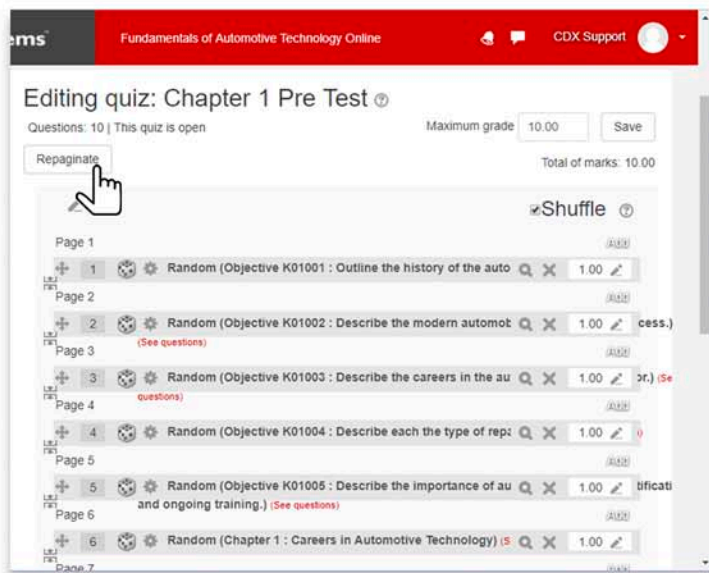 ems
Fundamentals of Automotive Technology Online
CDX Support
Editing quiz: Chapter 1 Pre Test
Questions: 10 | This quiz is open
Maximum grade 10.00 Save
Repaginate
Total of marks: 10.00
Shuffle
Page 1
1 Random (Objective K01001 : Outline the history of the auto 1.00
Page 2
2 Random (Objective K01002 : Describe the modern automot 1.00 cess.)
(See questions)
Page 3
3 Random (Objective K01003 : Describe the careers in the au 1.00 or.) (Se
questions)
Page 4
4 Random (Objective K01004 : Describe each the type of repa 1.00 )
Page 5
5 Random (Objective K01005 : Describe the importance of au 1.00 tificati
and ongoing training.) (See questions)
Page 6
6 Random (Chapter 1 : Careers in Automotive Technology) (S 1.00
Page 7